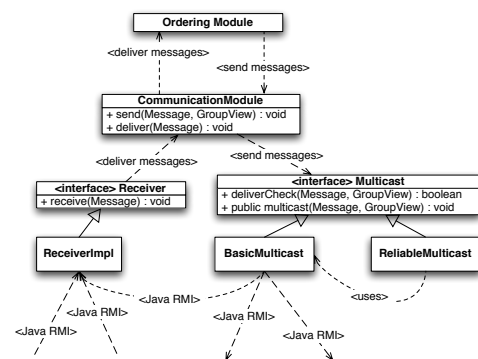 Ordering Module
<deliver messages>
<send messages>
CommunicationModule
+ send(Message, GroupView) : void
+ deliver(Message) : void
<deliver messages>
<send messages>
<interface> Receiver
+ receive(Message) : void
<interface> Multicast
+ deliverCheck(Message, GroupView) : boolean
+ public multicast(Message, GroupView) : void
ReceiverImpl
BasicMulticast
ReliableMulticast
<Java RMI>
<uses>
<Java RMI>
<Java RMI>
<Java RMI>
<Java RMI>